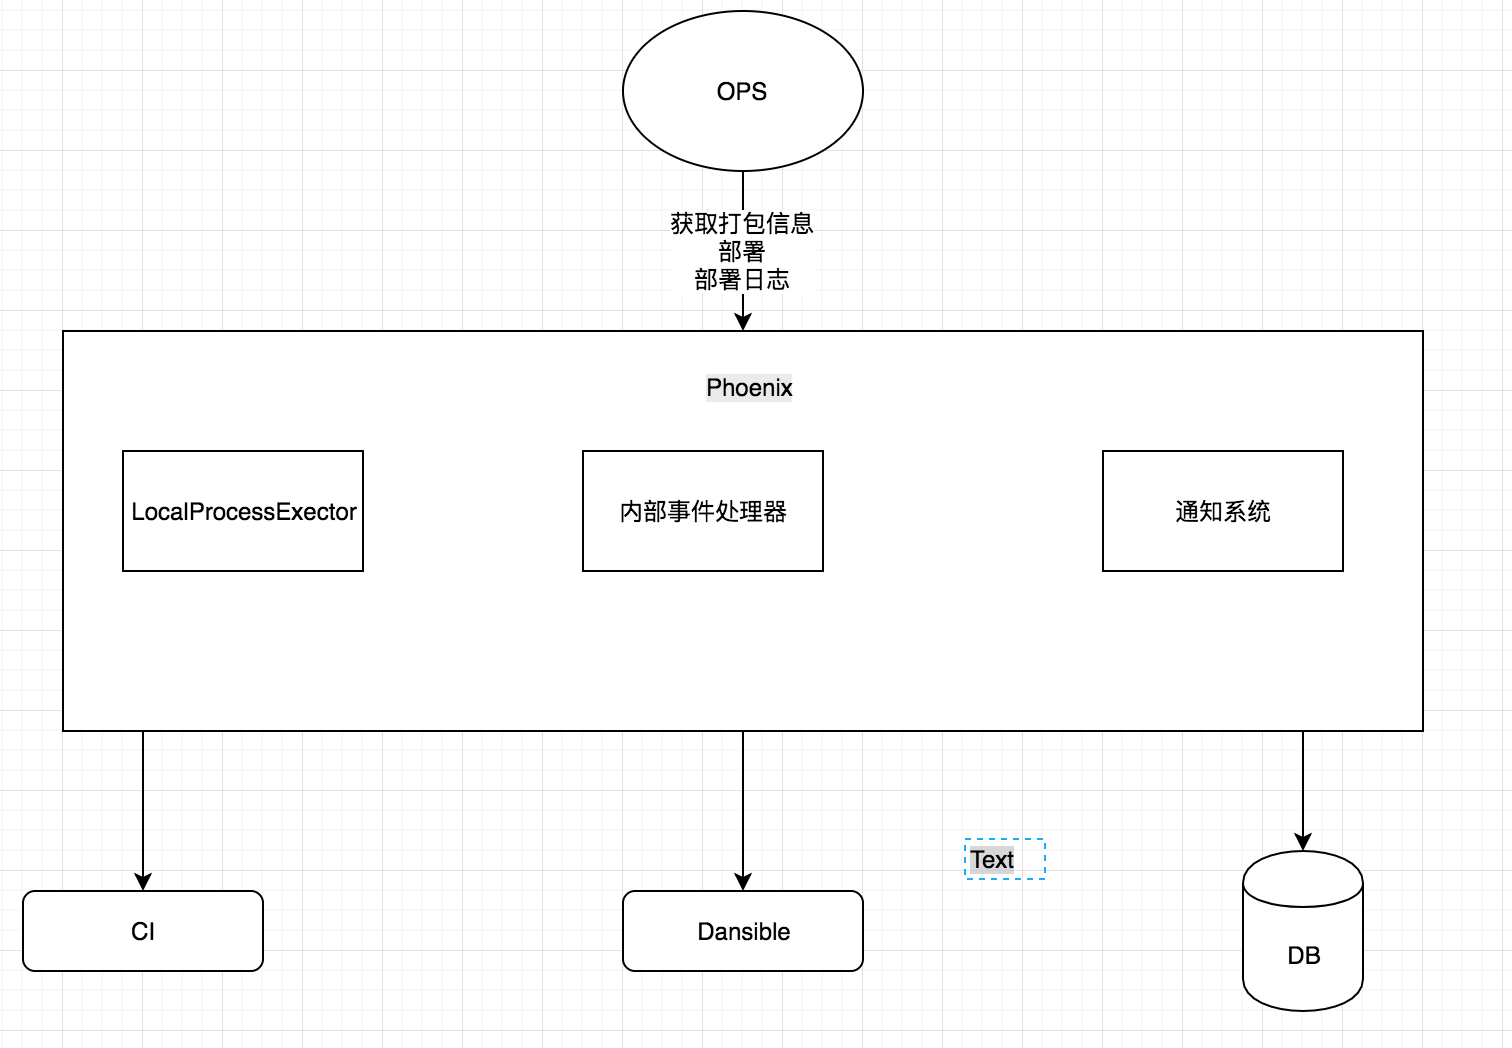 OPS
获取打包信息
部署
部署日志
Phoenix
LocalProcessExector
内部事件处理器
通知系统
Text
CI
Dansible
DB